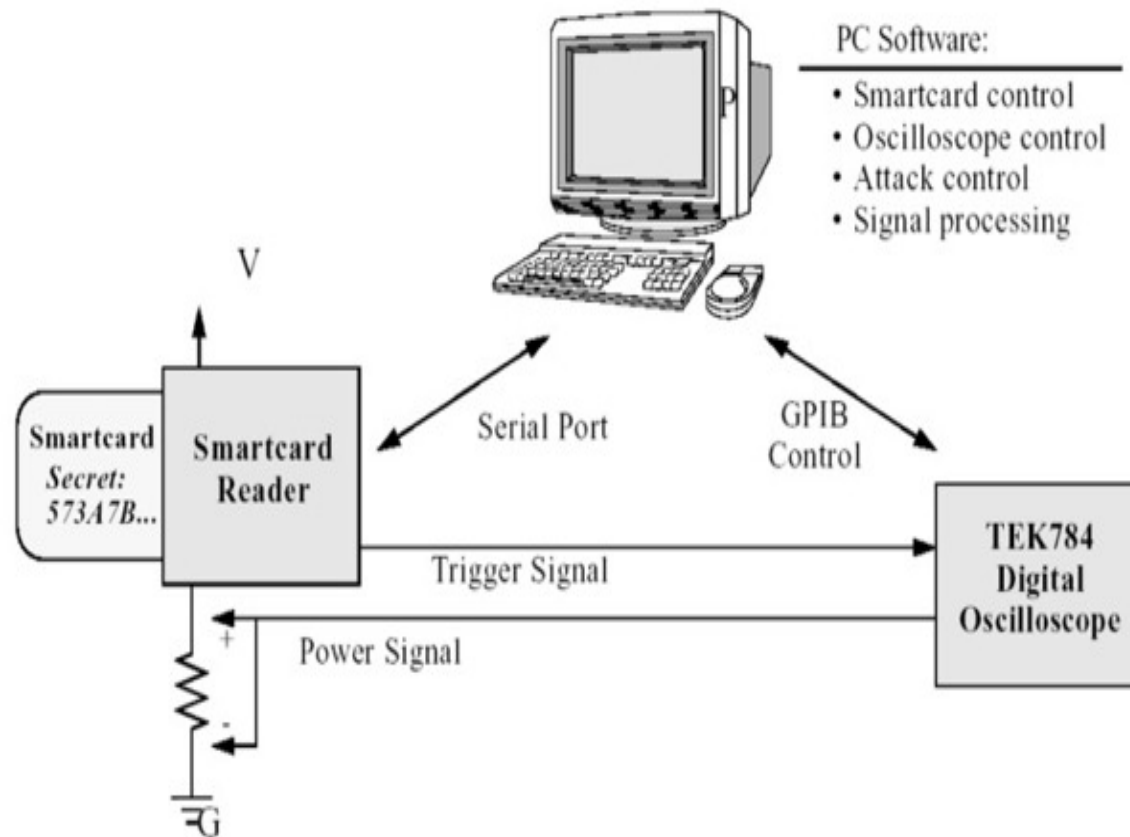 PC Software:
• Smartcard control
• Oscilloscope control
• Attack control
• Signal processing
P
V
Smartcard
Secret:
573A7B...
Smartcard
Reader
Serial Port
GPIB
Control
TEK784
Digital
Oscilloscope
Trigger Signal
Power Signal
+
-
G